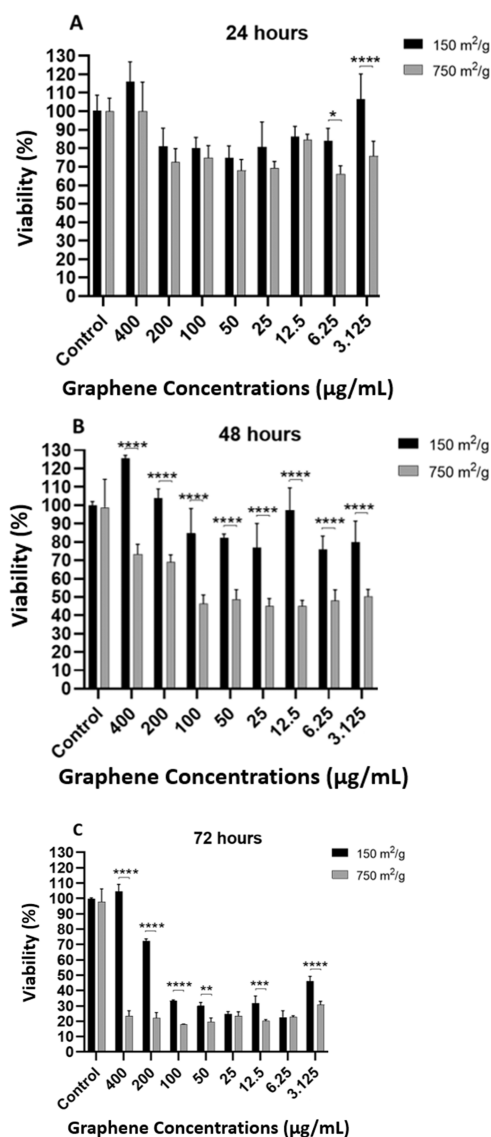 A
24 hours
150 m²/g
750 m²/g
Viability (%)
130
120
110
100
90
80
70
60
50
40
30
20
10
0
* ****
Control 400 200 100 50 25 12.5 6.25 3.125
Graphene Concentrations (µg/mL)
B
48 hours
150 m²/g
750 m²/g
Viability (%)
130
120
110
100
90
80
70
60
50
40
30
20
10
0
**** **** **** **** **** **** **** ****
Control 400 200 100 50 25 12.5 6.25 3.125
Graphene Concentrations (µg/mL)
C
72 hours
150 m²/g
750 m²/g
Viability (%)
130
120
110
100
90
80
70
60
50
40
30
20
10
0
**** **** **** ** *** ****
Control 400 200 100 50 25 12.5 6.25 3.125
Graphene Concentrations (µg/mL)